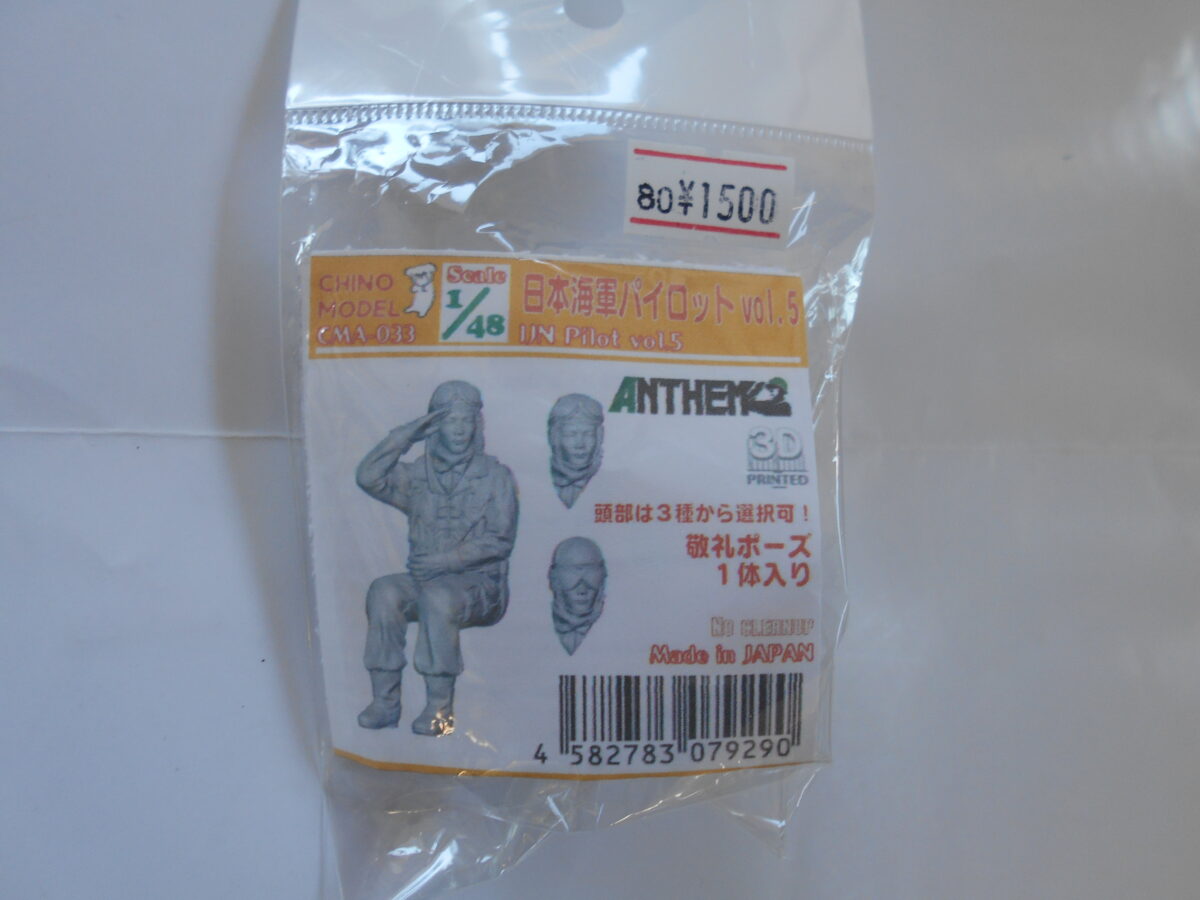 80¥1500
CHINO MODEL
CMA-033
Scale
1/48
日本海軍パイロット vol.5
IJN Pilot vol.5
ANTHEM
3D
PRINTED
頭部は3種から選択可!
敬礼ポーズ
1体入り
No CLEANUP
Made in JAPAN
4 582783 079290